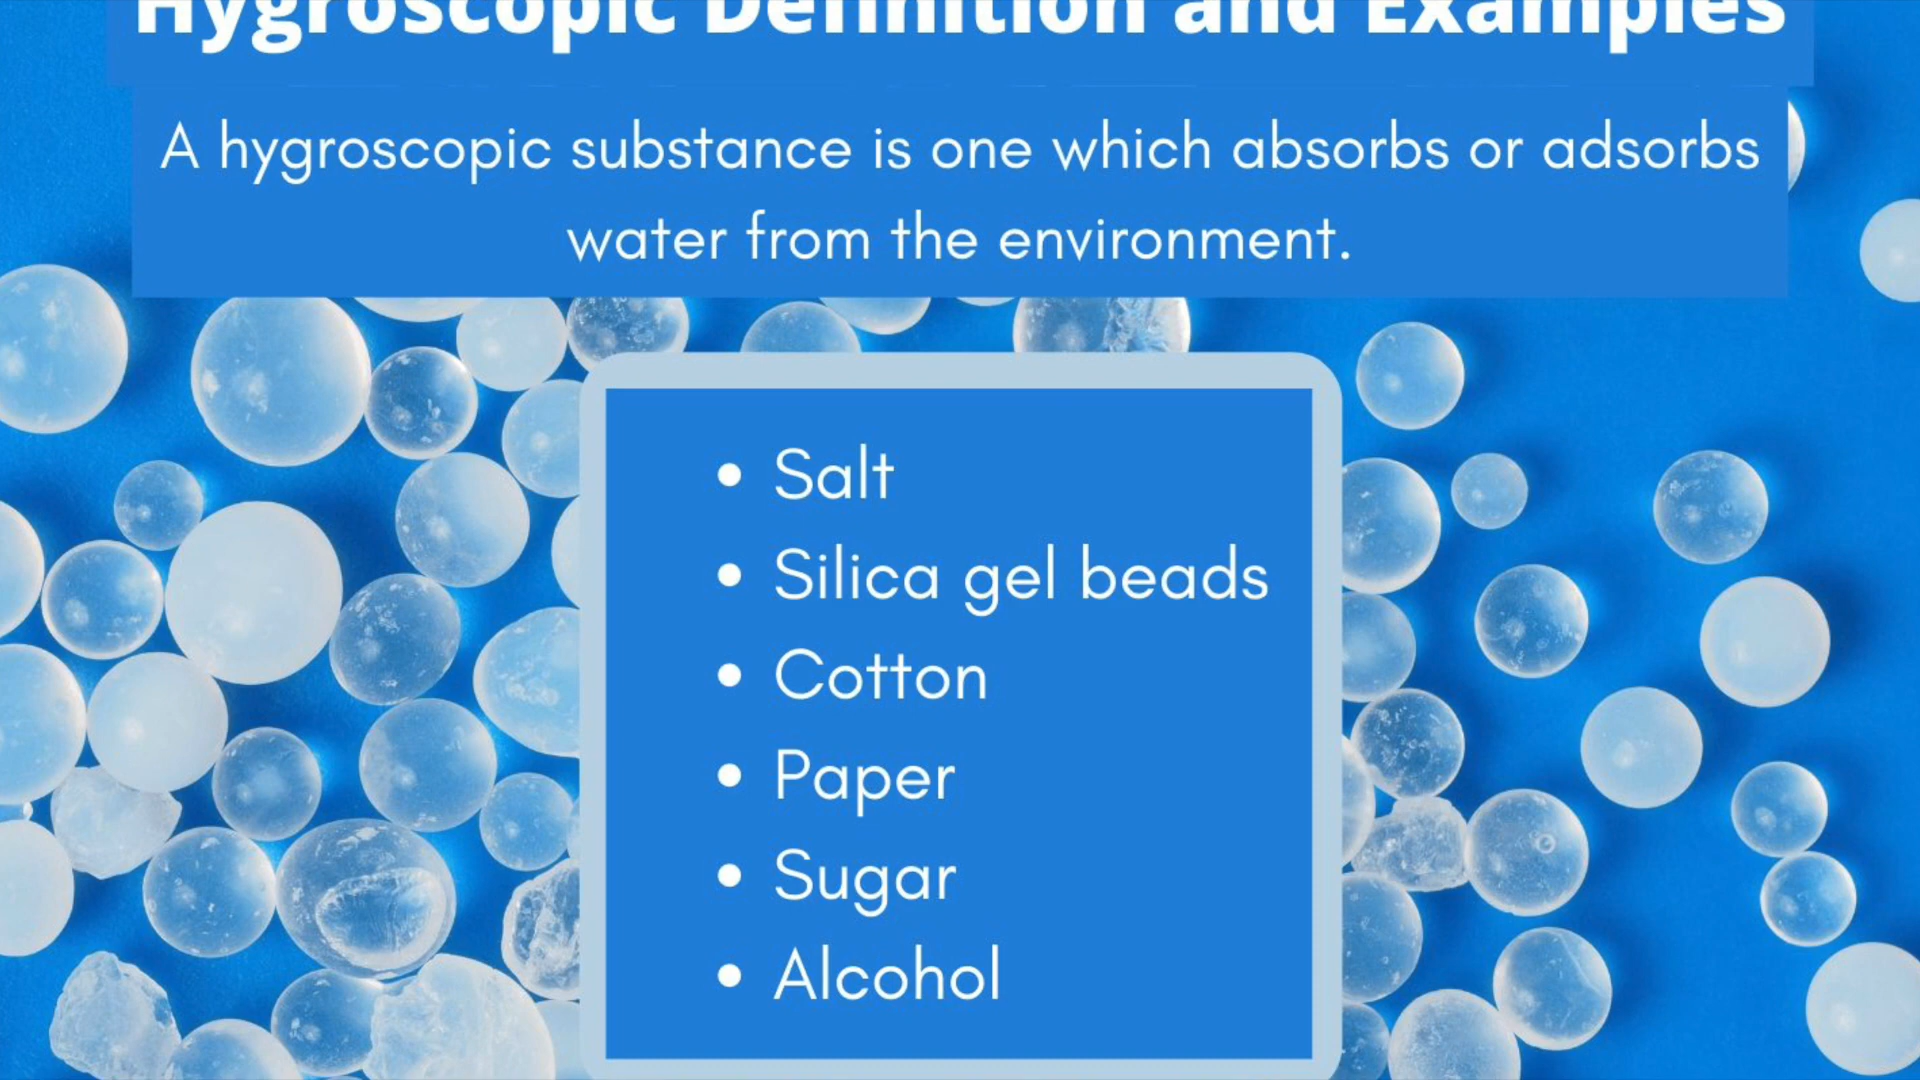 Hygroscopic Definition and Examples
A hygroscopic substance is one which absorbs or adsorbs
water from the environment.
• Salt
• Silica gel beads
• Cotton
• Paper
• Sugar
• Alcohol